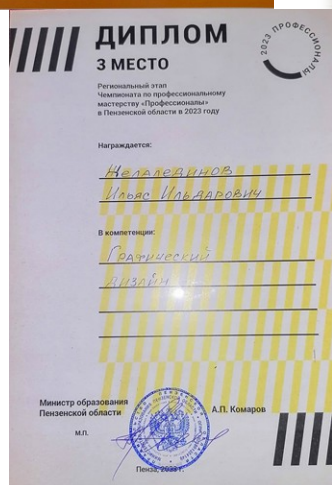 ДИПЛОМ
3 МЕСТО
2023 ПРОФЕССИОНАЛЫ
Региональный этап
Чемпионата по профессиональному
мастерству «Профессионалы»
в Пензенской области в 2023 году
Награждается:
Желалединов
Ильяс Ильдарович
В компетенции:
Графический
дизайн
Министр образования
Пензенской области
А.П. Комаров
М.П.
Пенза, 2023 г.